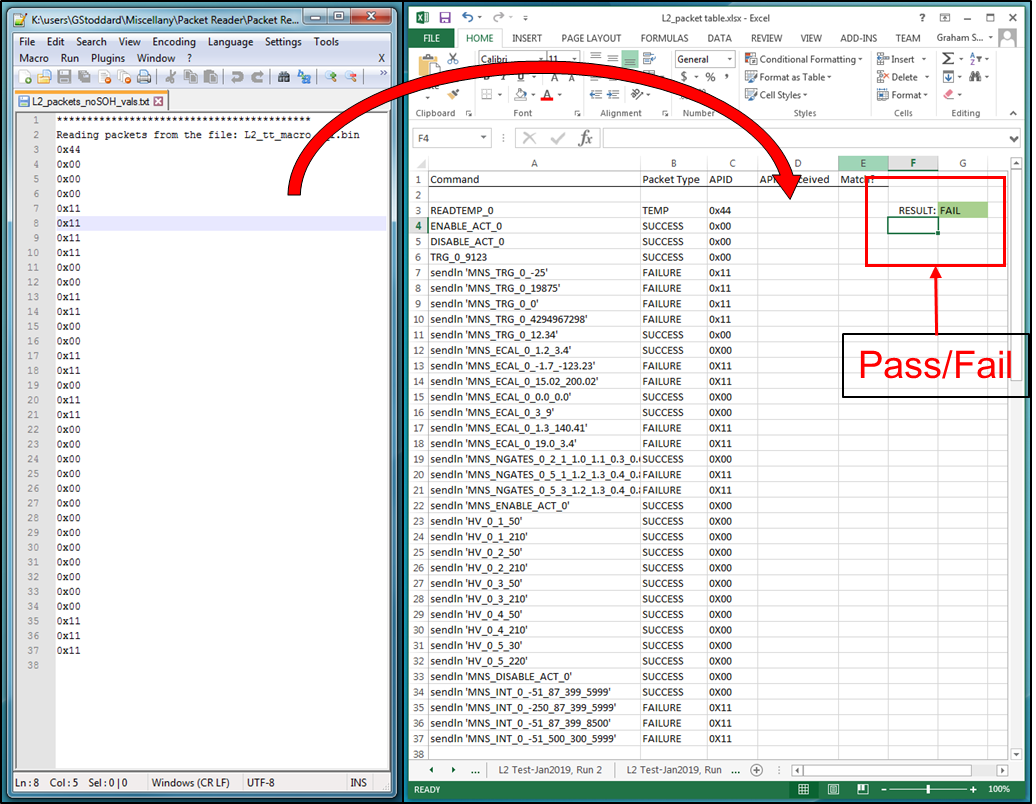 K:\users\GStoddard\Miscellany\Packet Reader\Packet Re...
File Edit Search View Encoding Language Settings Tools
Macro Run Plugins Window ? X
L2_packets_noSOH_vals.txt
1 ******************************************
2 Reading packets from the file: L2_tt_macro bin
3 0x44
4 0x00
5 0x00
6 0x00
7 0x11
8 0x11
9 0x11
10 0x11
11 0x00
12 0x00
13 0x11
14 0x11
15 0x00
16 0x00
17 0x11
18 0x11
19 0x00
20 0x11
21 0x11
22 0x00
23 0x00
24 0x00
25 0x00
26 0x00
27 0x00
28 0x00
29 0x00
30 0x00
31 0x00
32 0x00
33 0x00
34 0x00
35 0x11
36 0x11
37 0x11
38
Ln:8 Col:5 Sel:0|0 Windows (CR LF) UTF-8 INS
L2_packet table.xlsx - Excel
FILE HOME INSERT PAGE LAYOUT FORMULAS DATA REVIEW VIEW ADD-INS TEAM Graham S...
Calibri 11 General Conditional Formatting Insert
$ % Format as Table Delete
Cell Styles Format
Clipboard Font Alignment Number Styles Cells Editing
F4 fx
A B C D E F G
1 Command Packet Type APID Match?
2
3 READTEMP_0 TEMP 0x44 RESULT: FAIL
4 ENABLE_ACT_0 SUCCESS 0x00
5 DISABLE_ACT_0 SUCCESS 0x00
6 TRG_0_9123 SUCCESS 0x00
7 sendln 'MNS_TRG_0_-25' FAILURE 0x11
8 sendln 'MNS_TRG_0_19875' FAILURE 0x11
9 sendln 'MNS_TRG_0_0' FAILURE 0x11
10 sendln 'MNS_TRG_0_4294967298' FAILURE 0x11
11 sendln 'MNS_TRG_0_12.34' SUCCESS 0x00
12 sendln 'MNS_ECAL_0_1.2_3.4' SUCCESS 0X00
13 sendln 'MNS_ECAL_0_-1.7_-123.23' FAILURE 0X11
14 sendln 'MNS_ECAL_0_15.02_200.02' FAILURE 0X11
15 sendln 'MNS_ECAL_0_0.0_0.0' SUCCESS 0X00
16 sendln 'MNS_ECAL_0_3_9' SUCCESS 0X00
17 sendln 'MNS_ECAL_0_1.3_140.41' FAILURE 0X11
18 sendln 'MNS_ECAL_0_19.0_3.4' FAILURE 0X11
19 sendln 'MNS_NGATES_0_2_1_1.0_1.1_0.3_0. SUCCESS 0X00
20 sendln 'MNS_NGATES_0_5_1_1.2_1.3_0.4_0. FAILURE 0X11
21 sendln 'MNS_NGATES_0_5_3_1.2_1.3_0.4_0. FAILURE 0X11
22 sendln 'MNS_ENABLE_ACT_0' SUCCESS 0X00
23 sendln 'HV_0_1_50' SUCCESS 0X00
24 sendln 'HV_0_1_210' SUCCESS 0X00
25 sendln 'HV_0_2_50' SUCCESS 0X00
26 sendln 'HV_0_2_210' SUCCESS 0X00
27 sendln 'HV_0_3_50' SUCCESS 0X00
28 sendln 'HV_0_3_210' SUCCESS 0X00
29 sendln 'HV_0_4_50' SUCCESS 0X00
30 sendln 'HV_0_4_210' SUCCESS 0X00
31 sendln 'HV_0_5_30' SUCCESS 0X00
32 sendln 'HV_0_5_220' SUCCESS 0X00
33 sendln 'MNS_DISABLE_ACT_0' SUCCESS 0X00
34 sendln 'MNS_INT_0_-51_87_399_5999' SUCCESS 0X00
35 sendln 'MNS_INT_0_-250_87_399_5999' FAILURE 0X11
36 sendln 'MNS_INT_0_-51_87_399_8500' FAILURE 0X11
37 sendln 'MNS_INT_0_-51_500_300_5999' FAILURE 0X11
38
Pass/Fail
... L2 Test-Jan2019, Run 2 L2 Test-Jan2019, Run ...
READY 100%